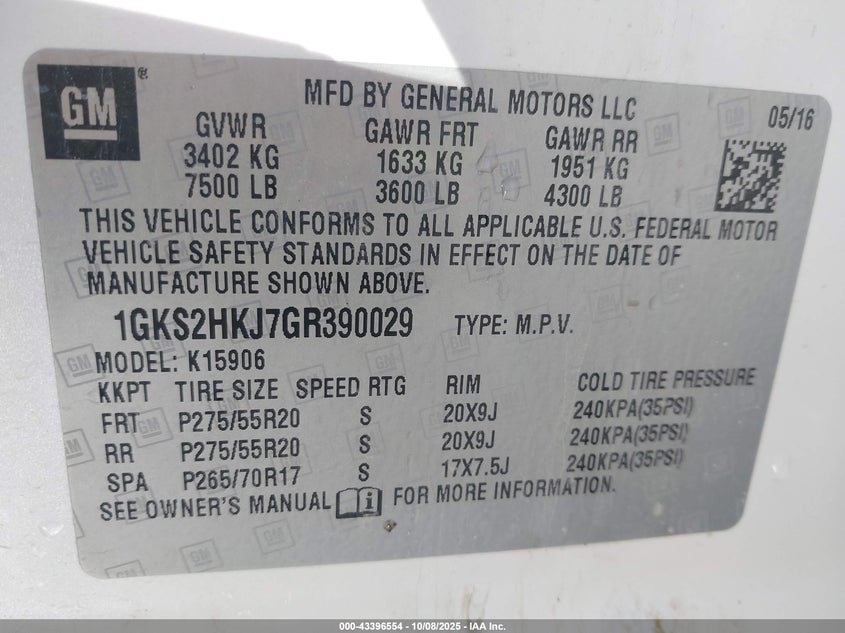 GM ®
MFD BY GENERAL MOTORS LLC
05/16
GVWR GAWR FRT GAWR RR
3402 KG 1633 KG 1951 KG
7500 LB 3600 LB 4300 LB
THIS VEHICLE CONFORMS TO ALL APPLICABLE U.S. FEDERAL MOTOR
VEHICLE SAFETY STANDARDS IN EFFECT ON THE DATE OF
MANUFACTURE SHOWN ABOVE.
1GKS2HKJ7GR390029 TYPE: M.P.V.
MODEL: K15906
KKPT TIRE SIZE SPEED RTG RIM COLD TIRE PRESSURE
FRT P275/55R20 S 20X9J 240KPA(35PSI)
RR P275/55R20 S 20X9J 240KPA(35PSI)
SPA P265/70R17 S 17X7.5J 240KPA(35PSI)
SEE OWNER'S MANUAL i FOR MORE INFORMATION.
000-43396554 | 10/08/2025 | IAA Inc.